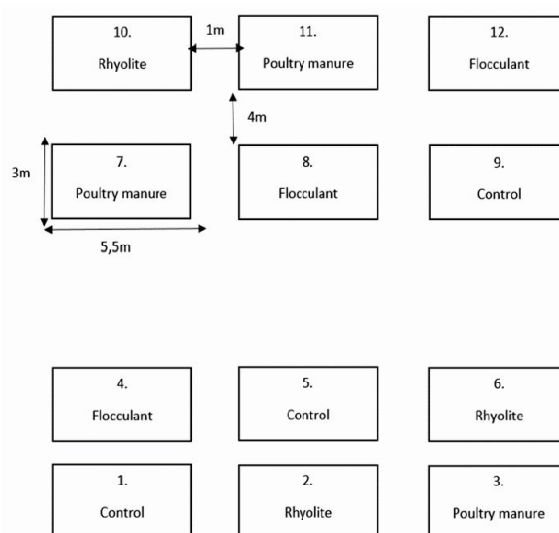 10.
Rhyolite
1m
11.
Poultry manure
12.
Flocculant
4m
3m
7.
Poultry manure
8.
Flocculant
9.
Control
5,5m
4.
Flocculant
5.
Control
6.
Rhyolite
1.
Control
2.
Rhyolite
3.
Poultry manure